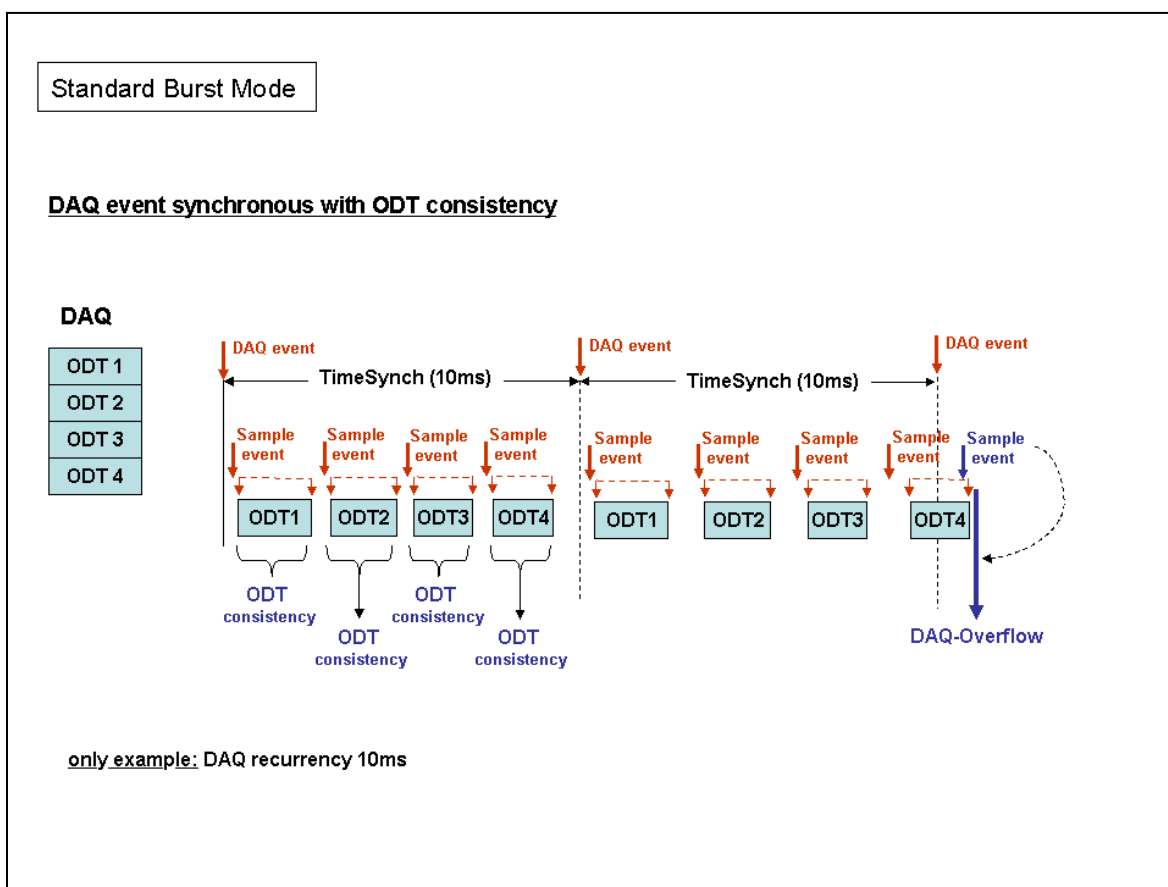 Standard Burst Mode
DAQ event synchronous with ODT consistency
DAQ
ODT 1
ODT 2
ODT 3
ODT 4
DAQ event
DAQ event
DAQ event
TimeSynch (10ms)
TimeSynch (10ms)
Sample event
Sample event
Sample event
Sample event
Sample event
Sample event
Sample event
Sample event
Sample event
ODT1
ODT2
ODT3
ODT4
ODT1
ODT2
ODT3
ODT4
ODT
consistency
ODT
consistency
ODT
consistency
ODT
consistency
DAQ-Overflow
only example: DAQ recurrency 10ms